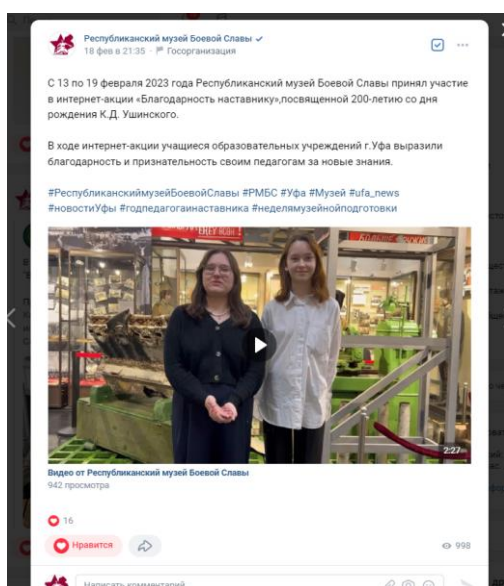 Республиканский музей Боевой Славы
18 фев в 21:35 · Госорганизация
С 13 по 19 февраля 2023 года Республиканский музей Боевой Славы принял участие
в интернет-акции «Благодарность наставнику»,посвященной 200-летию со дня
рождения К.Д. Ушинского.
В ходе интернет-акции учащиеся образовательных учреждений г.Уфа выразили
благодарность и признательность своим педагогам за новые знания.
#РеспубликанскиймузейБоевойСлавы #РМБС #Уфа #Музей #ufa_news
#новостиУфы #годпедагогаинаставника #неделямузейнойподготовки
2:27
Видео от Республиканский музей Боевой Славы
942 просмотра
16
Нравится
998
Написать комментарий